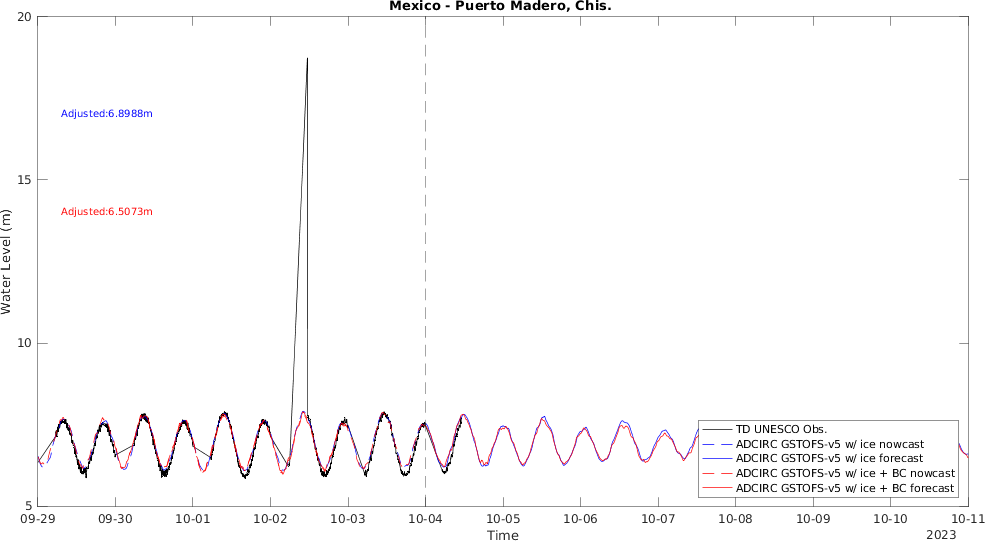 Mexico - Puerto Madero, Chis.
20
Adjusted:6.8988m
15
Adjusted:6.5073m
Water Level (m)
10
TD UNESCO Obs.
ADCIRC GSTOFS-v5 w/ ice nowcast
ADCIRC GSTOFS-v5 w/ ice forecast
ADCIRC GSTOFS-v5 w/ ice + BC nowcast
ADCIRC GSTOFS-v5 w/ ice + BC forecast
5
09-29 09-30 10-01 10-02 10-03 10-04 10-05 10-06 10-07 10-08 10-09 10-10 10-11
Time
2023